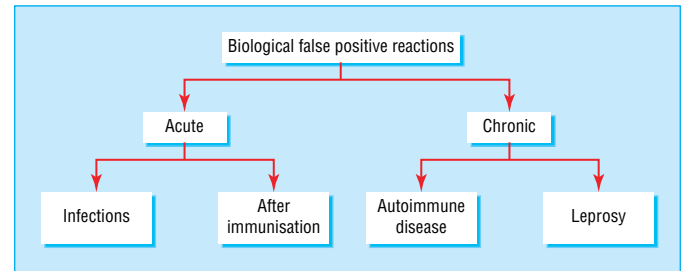 Biological false positive reactions
Acute
Chronic
Infections
After
immunisation
Autoimmune
disease
Leprosy